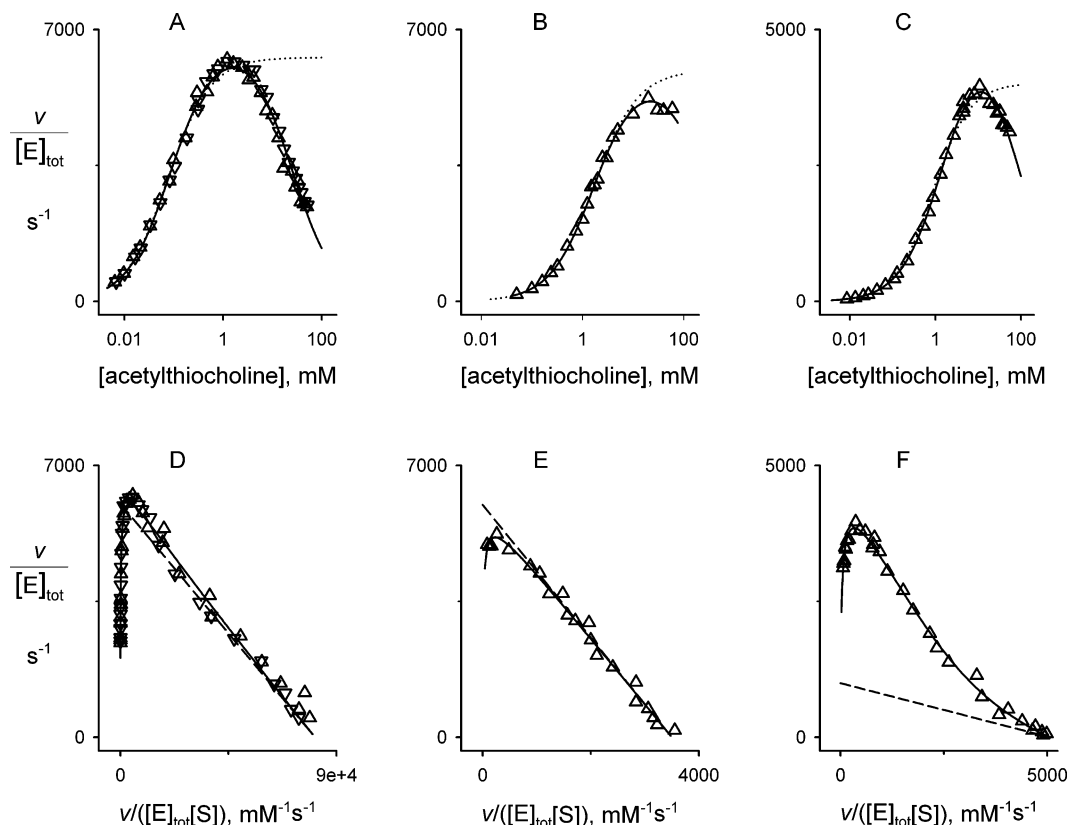 A B C
7000 7000 5000
v
[E]tot
s⁻¹
0 0 0
0.01 1 100 0.01 1 100 0.01 1 100
[acetylthiocholine], mM [acetylthiocholine], mM [acetylthiocholine], mM
D E F
7000 7000 5000
v
[E]tot
s⁻¹
0 0 0
0 9e+4 0 4000 0 5000
v/([E]tot[S]), mM⁻¹s⁻¹ v/([E]tot[S]), mM⁻¹s⁻¹ v/([E]tot[S]), mM⁻¹s⁻¹